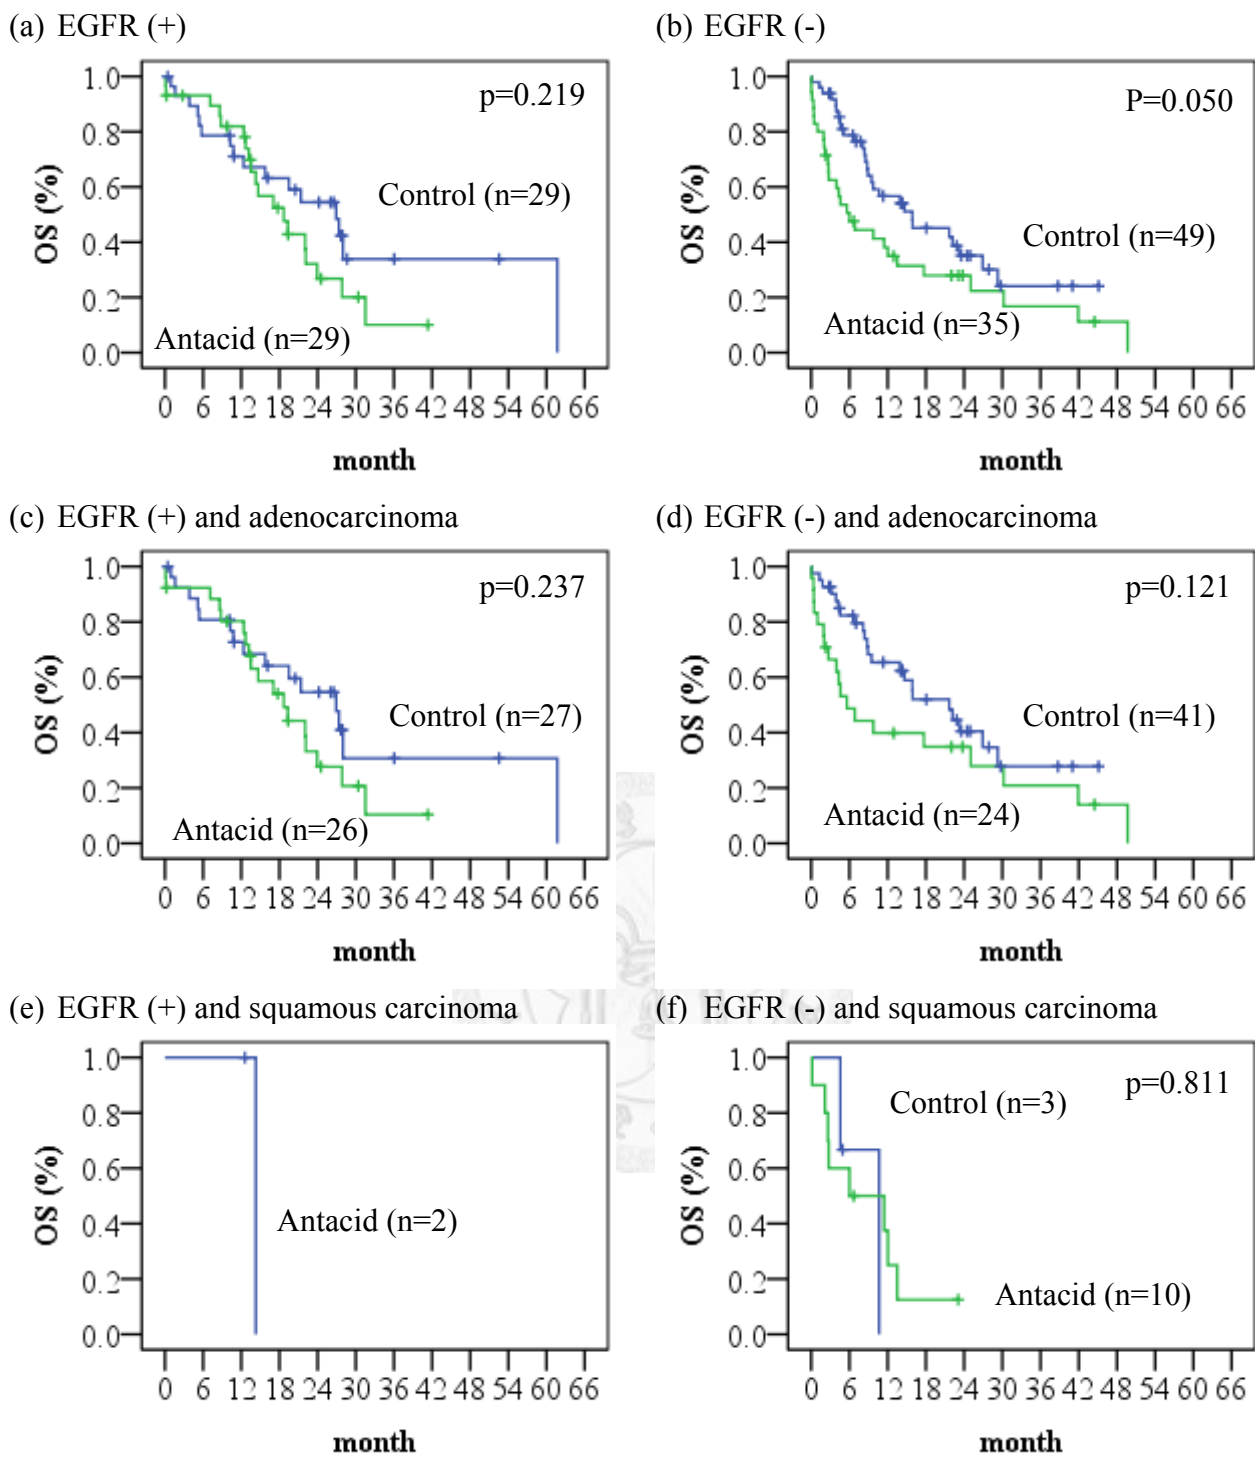 (a) EGFR (+)
1.0
0.8
0.6
0.4
0.2
0.0
OS (%)
p=0.219
Control (n=29)
Antacid (n=29)
0 6 12 18 24 30 36 42 48 54 60 66
month
(b) EGFR (-)
1.0
0.8
0.6
0.4
0.2
0.0
OS (%)
P=0.050
Control (n=49)
Antacid (n=35)
0 6 12 18 24 30 36 42 48 54 60 66
month
(c) EGFR (+) and adenocarcinoma
1.0
0.8
0.6
0.4
0.2
0.0
OS (%)
p=0.237
Control (n=27)
Antacid (n=26)
0 6 12 18 24 30 36 42 48 54 60 66
month
(d) EGFR (-) and adenocarcinoma
1.0
0.8
0.6
0.4
0.2
0.0
OS (%)
p=0.121
Control (n=41)
Antacid (n=24)
0 6 12 18 24 30 36 42 48 54 60 66
month
(e) EGFR (+) and squamous carcinoma
1.0
0.8
0.6
0.4
0.2
0.0
OS (%)
Antacid (n=2)
0 6 12 18 24 30 36 42 48 54 60 66
month
(f) EGFR (-) and squamous carcinoma
1.0
0.8
0.6
0.4
0.2
0.0
OS (%)
p=0.811
Control (n=3)
Antacid (n=10)
0 6 12 18 24 30 36 42 48 54 60 66
month